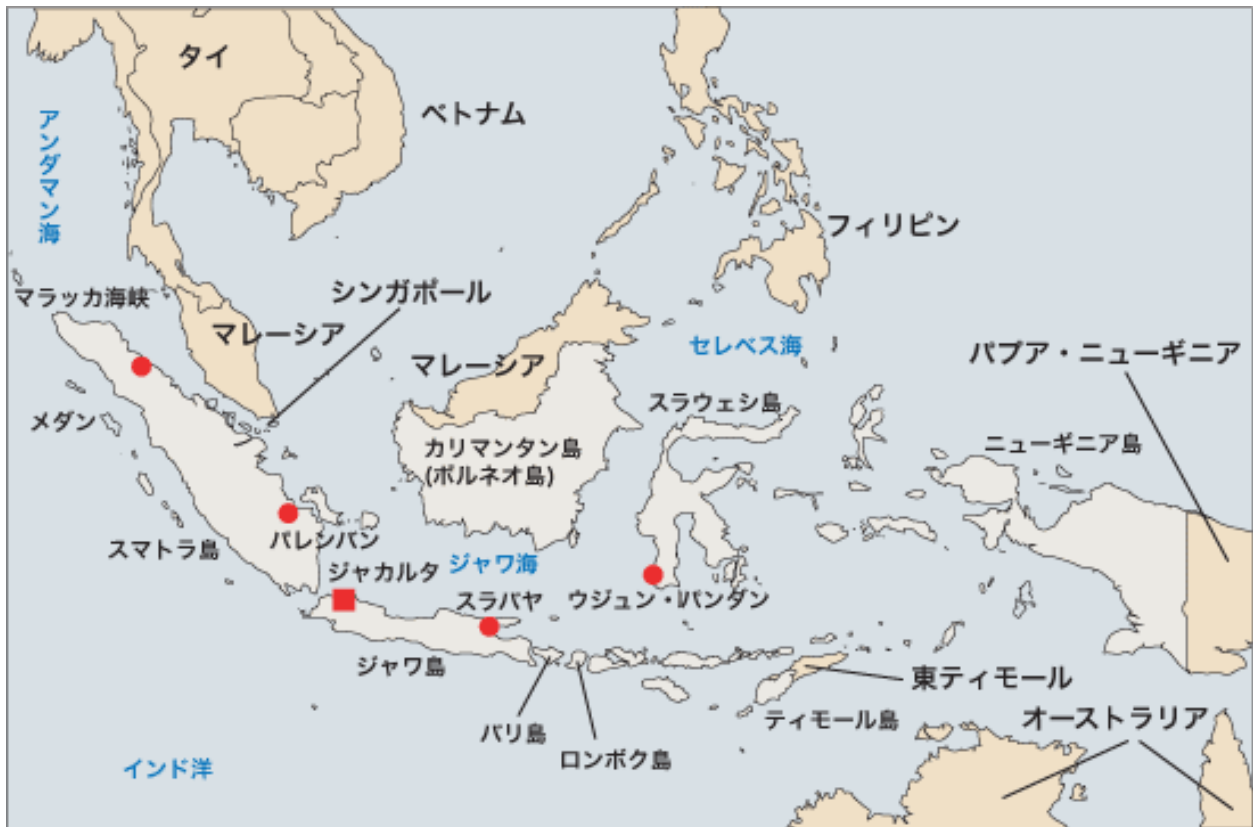 タイ
ベトナム
アンダマン海
フィリピン
マラッカ海峡
シンガポール
マレーシア
マレーシア
セレベス海
パプア・ニューギニア
メダン
スラウェシ島
カリマンタン島
(ボルネオ島)
ニューギニア島
スマトラ島
パレンバン
ジャカルタ
ジャワ海
スラバヤ
ウジュン・パンダン
ジャワ島
東ティモール
ティモール島
オーストラリア
バリ島
ロンボク島
インド洋